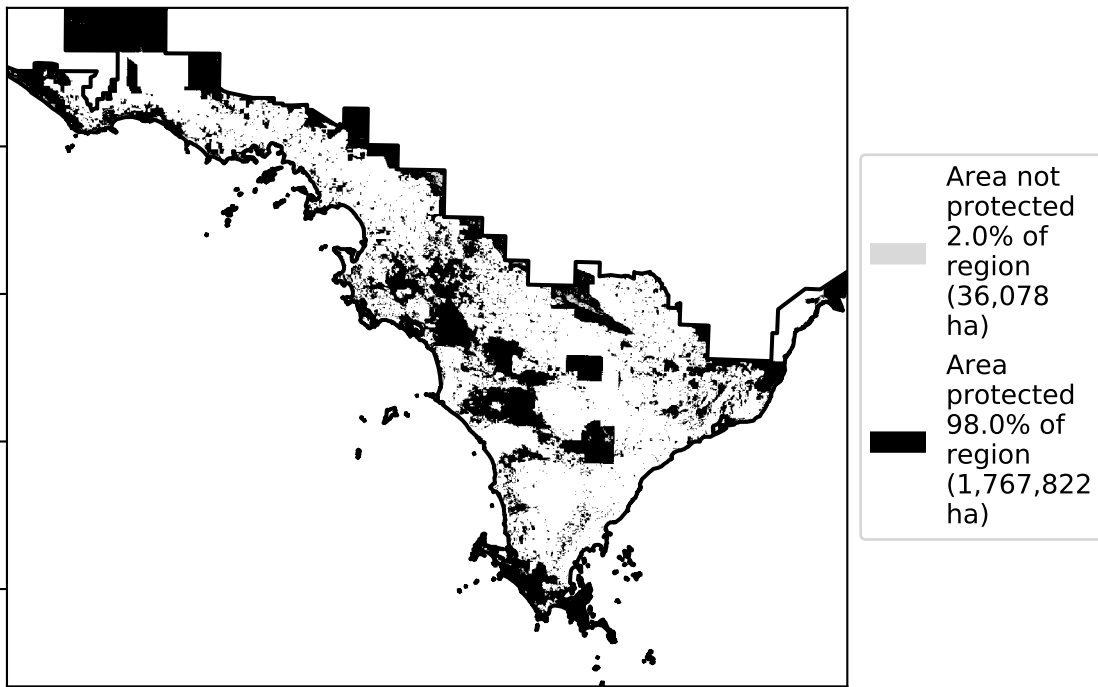 Area not
protected
2.0% of
region
(36,078
ha)
Area
protected
98.0% of
region
(1,767,822
ha)